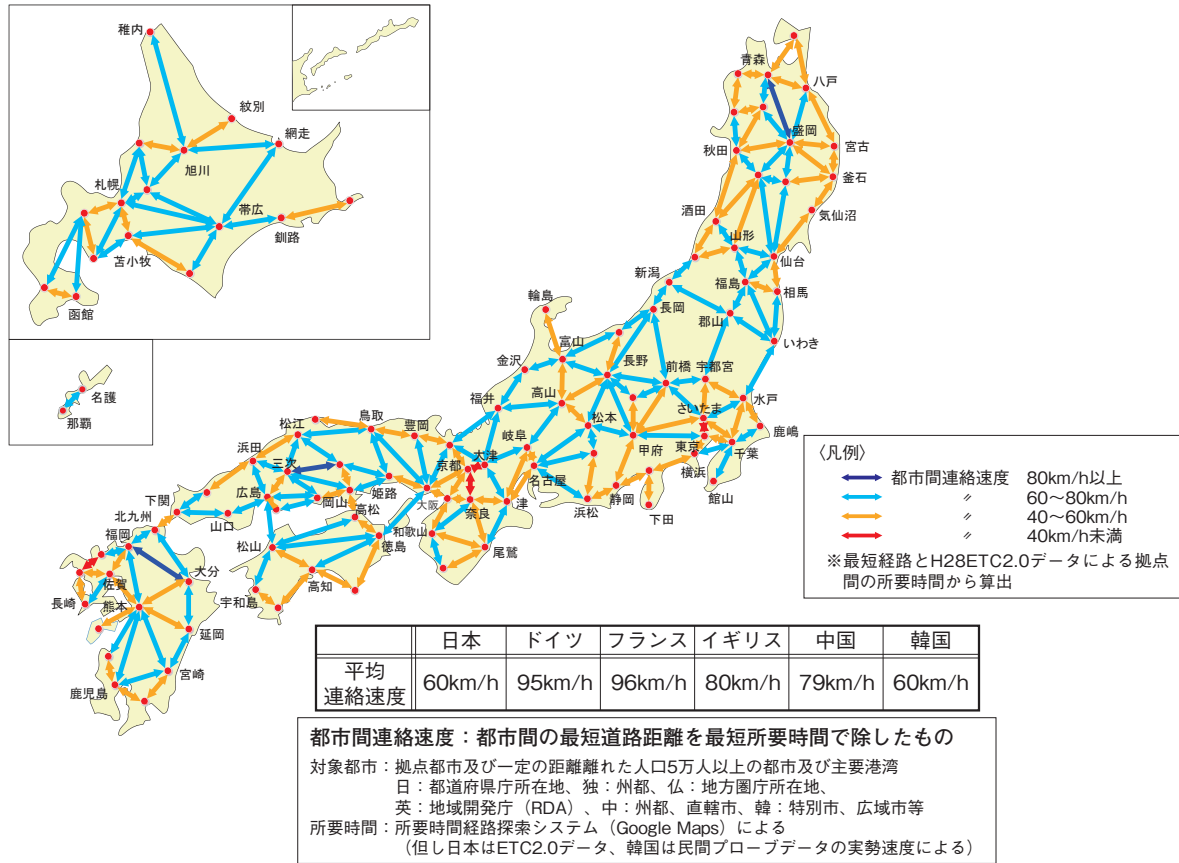 稚内
紋別
網走
旭川
札幌
帯広
釧路
苫小牧
函館
名護
那覇
青森
八戸
盛岡
秋田
宮古
釜石
気仙沼
酒田
山形
仙台
新潟
福島
相馬
長岡
郡山
いわき
輪島
富山
金沢
長野
前橋
宇都宮
高山
水戸
福井
松本
さいたま
鹿嶋
岐阜
甲府
東京
千葉
横浜
名古屋
静岡
館山
浜松
下田
松江
鳥取
豊岡
京都
大津
浜田
三次
広島
岡山
姫路
大阪
奈良
津
下関
北九州
山口
高松
和歌山
徳島
尾鷲
福岡
松山
大分
佐賀
高知
長崎
熊本
宇和島
延岡
宮崎
鹿児島
〈凡例〉
都市間連絡速度 80km/h以上
〃 60〜80km/h
〃 40〜60km/h
〃 40km/h未満
※最短経路とH28ETC2.0データによる拠点
間の所要時間から算出
日本 ドイツ フランス イギリス 中国 韓国
平均
連絡速度 60km/h 95km/h 96km/h 80km/h 79km/h 60km/h
都市間連絡速度：都市間の最短道路距離を最短所要時間で除したもの
対象都市：拠点都市及び一定の距離離れた人口5万人以上の都市及び主要港湾
日：都道府県庁所在地、独：州都、仏：地方圏庁所在地、
英：地域開発庁（RDA）、中：州都、直轄市、韓：特別市、広域市等
所要時間：所要時間経路探索システム（Google Maps）による
（但し日本はETC2.0データ、韓国は民間プローブデータの実勢速度による）